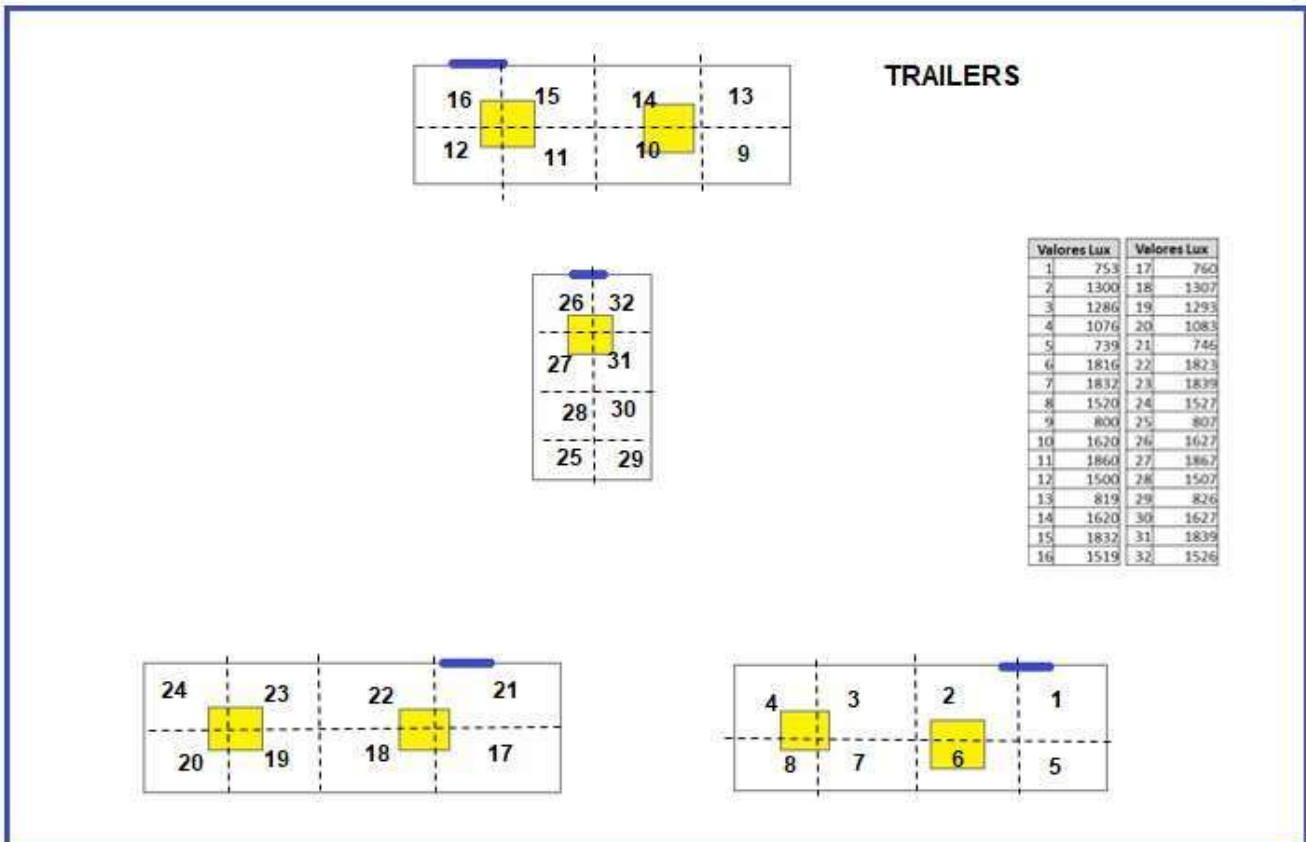 TRAILERS
16 15 14 13
12 11 10 9
26 32
27 31
28 30
25 29
Valores Lux Valores Lux
1 753 17 760
2 1300 18 1307
3 1286 19 1293
4 1076 20 1083
5 739 21 746
6 1816 22 1823
7 1832 23 1839
8 1520 24 1527
9 800 25 807
10 1620 26 1627
11 1860 27 1867
12 1500 28 1507
13 819 29 826
14 1620 30 1627
15 1832 31 1839
16 1519 32 1526
24 23 22 21
20 19 18 17
4 3 2 1
8 7 6 5